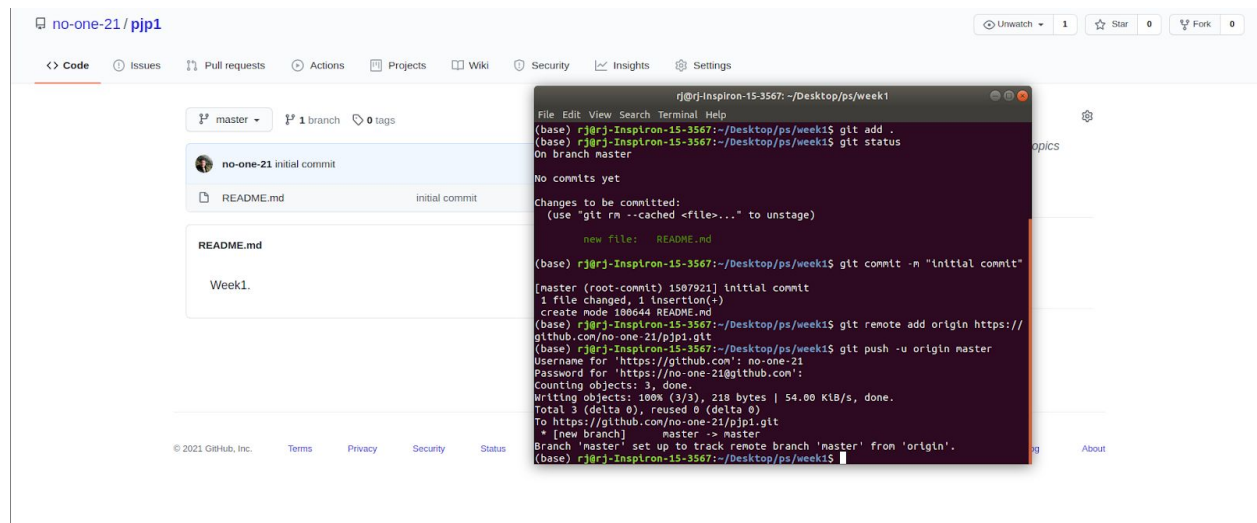 no-one-21 / pjp1
Unwatch 1 Star 0 Fork 0
<> Code Issues Pull requests Actions Projects Wiki Security Insights Settings
master 1 branch 0 tags
no-one-21 initial commit
README.md initial commit
README.md
Week1.
opics
© 2021 GitHub, Inc. Terms Privacy Security Status
og About
rj@rj-Inspiron-15-3567: ~/Desktop/ps/week1
File Edit View Search Terminal Help
(base) rj@rj-Inspiron-15-3567:~/Desktop/ps/week1$ git add .
(base) rj@rj-Inspiron-15-3567:~/Desktop/ps/week1$ git status
On branch master
No commits yet
Changes to be committed:
(use "git rm --cached <file>..." to unstage)
new file: README.md
(base) rj@rj-Inspiron-15-3567:~/Desktop/ps/week1$ git commit -m "initial commit"
[master (root-commit) 1507921] initial commit
1 file changed, 1 insertion(+)
create mode 100644 README.md
(base) rj@rj-Inspiron-15-3567:~/Desktop/ps/week1$ git remote add origin https://
github.com/no-one-21/pjp1.git
(base) rj@rj-Inspiron-15-3567:~/Desktop/ps/week1$ git push -u origin master
Username for 'https://github.com': no-one-21
Password for 'https://no-one-21@github.com':
Counting objects: 3, done.
Writing objects: 100% (3/3), 218 bytes | 54.00 KiB/s, done.
Total 3 (delta 0), reused 0 (delta 0)
To https://github.com/no-one-21/pjp1.git
* [new branch] master -> master
Branch 'master' set up to track remote branch 'master' from 'origin'.
(base) rj@rj-Inspiron-15-3567:~/Desktop/ps/week1$